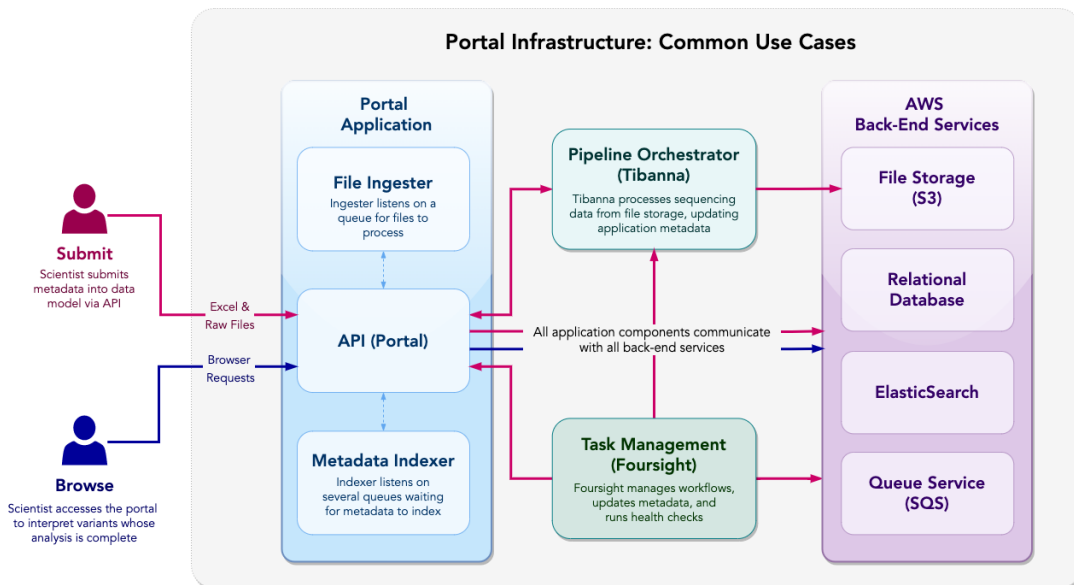 Portal Infrastructure: Common Use Cases
Submit
Scientist submits
metadata into data
model via API
Browse
Scientist accesses the portal
to interpret variants whose
analysis is complete
Excel &
Raw Files
Browser
Requests
Portal
Application
File Ingester
Ingester listens on a
queue for files to
process
API (Portal)
Metadata Indexer
Indexer listens on
several queues waiting
for metadata to index
Pipeline Orchestrator
(Tibanna)
Tibanna processes sequencing
data from file storage, updating
application metadata
All application components communicate
with all back-end services
Task Management
(Foursight)
Foursight manages workflows,
updates metadata, and
runs health checks
AWS
Back-End Services
File Storage
(S3)
Relational
Database
ElasticSearch
Queue Service
(SQS)